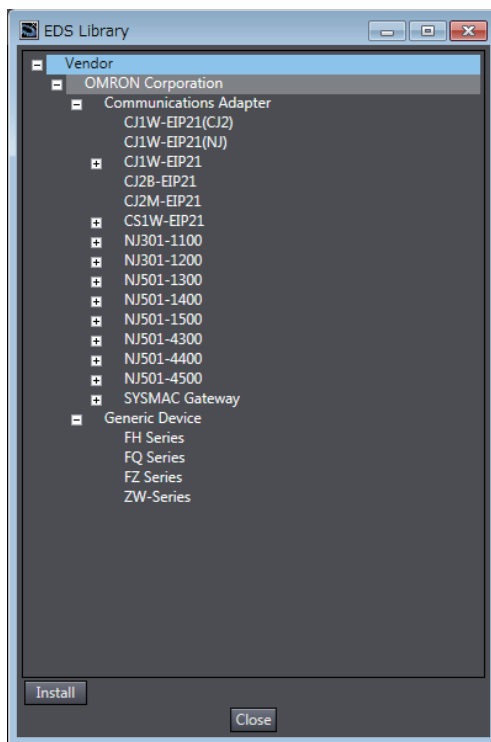 EDS Library
Vendor
OMRON Corporation
Communications Adapter
CJ1W-EIP21(CJ2)
CJ1W-EIP21(NJ)
CJ1W-EIP21
CJ2B-EIP21
CJ2M-EIP21
CS1W-EIP21
NJ301-1100
NJ301-1200
NJ501-1300
NJ501-1400
NJ501-1500
NJ501-4300
NJ501-4400
NJ501-4500
SYSMAC Gateway
Generic Device
FH Series
FQ Series
FZ Series
ZW-Series
Install
Close